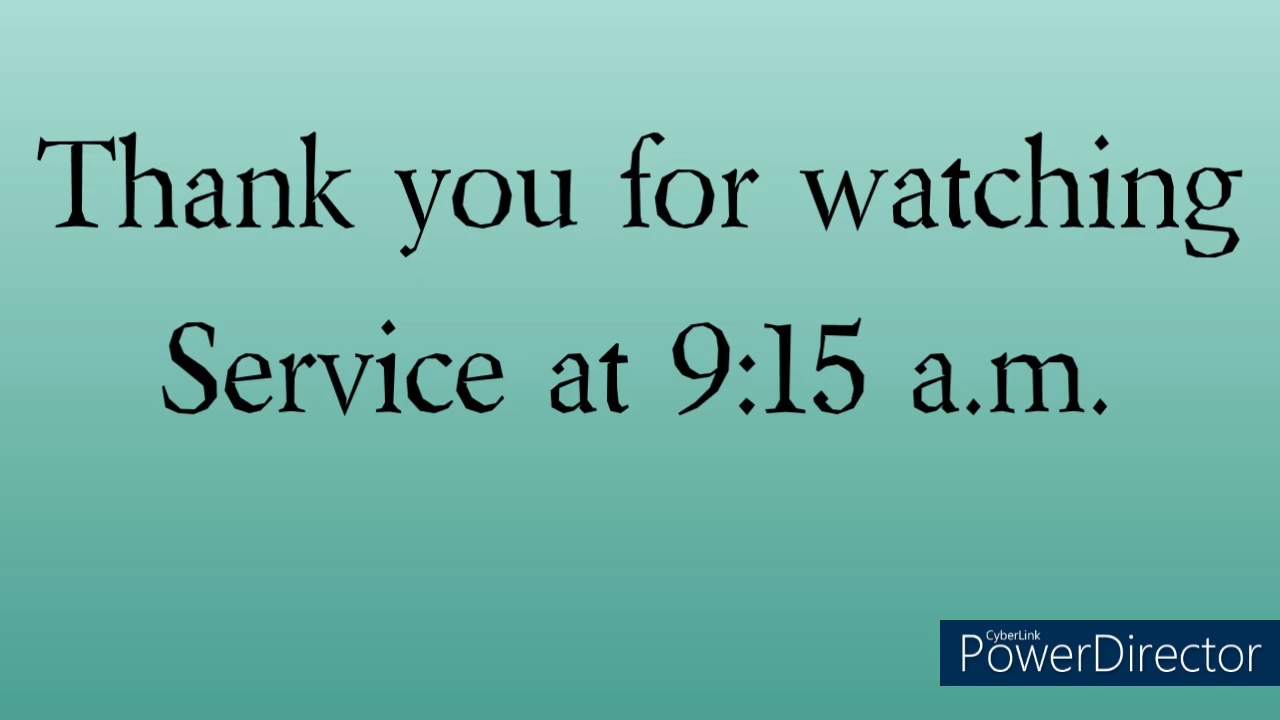 Thank you for watching
Service at 9:15 a.m.
CyberLink
PowerDirector